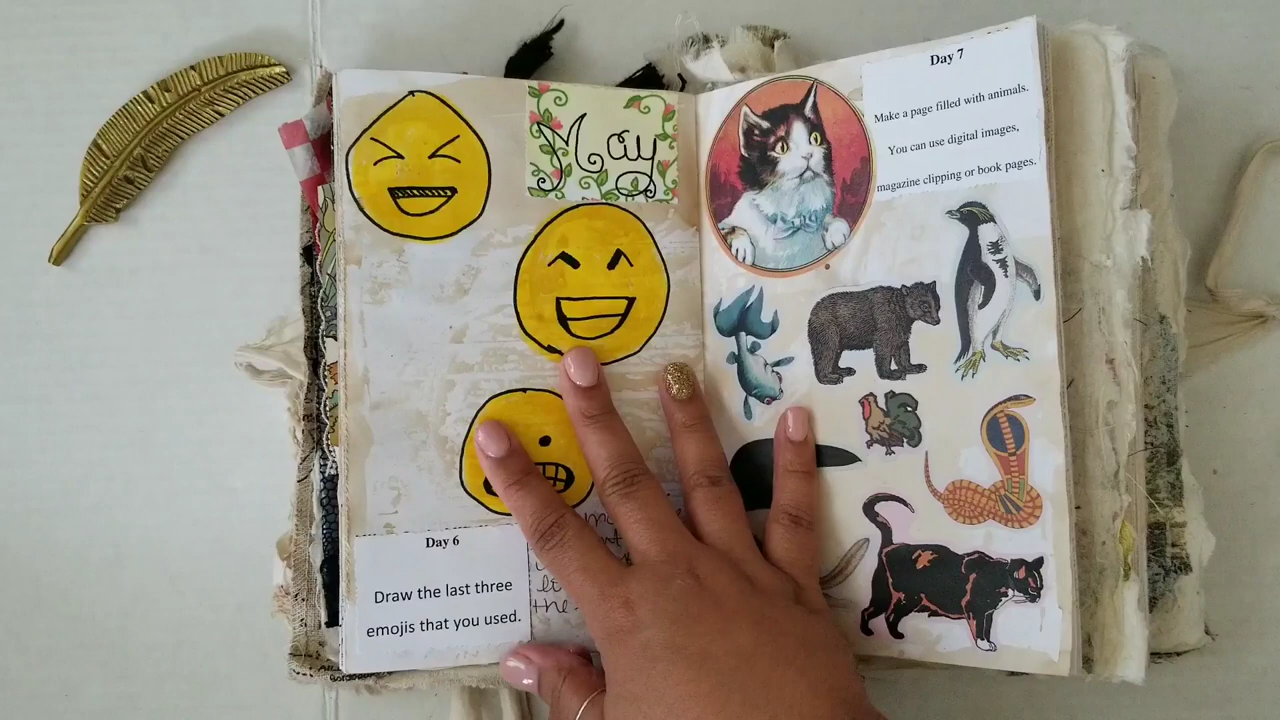 May
Day 6
Draw the last three
emojis that you used.
the
Day 7
Make a page filled with animals.
You can use digital images,
magazine clipping or book pages.